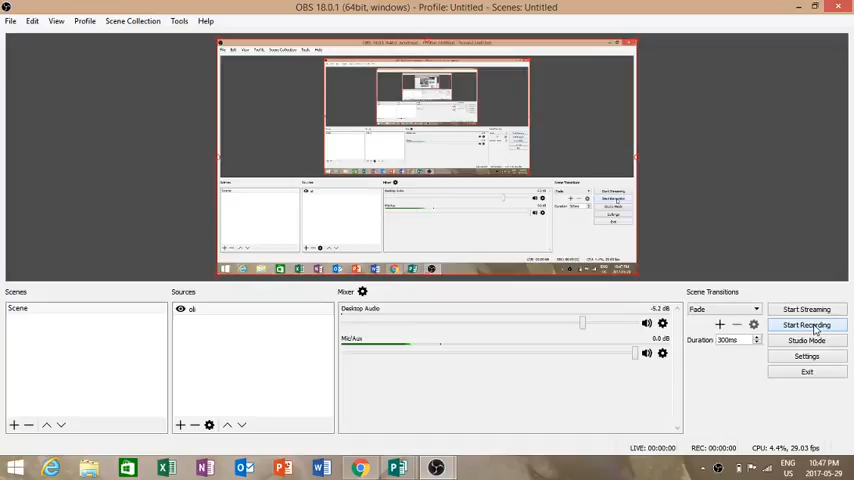 OBS 18.0.1 (64bit, windows) - Profile: Untitled - Scenes: Untitled
File Edit View Profile Scene Collection Tools Help
Scenes
Scene
Sources
Mixer
Desktop Audio -5.2 dB
Mic/Aux 0.0 dB
Scene Transitions
Fade
Duration 300ms
Start Streaming
Start Recording
Studio Mode
Settings
Exit
LIVE: 00:00:00 REC: 00:00:00 CPU: 4.4%, 29.03 fps
ENG 10:47 PM
US 2017-05-29